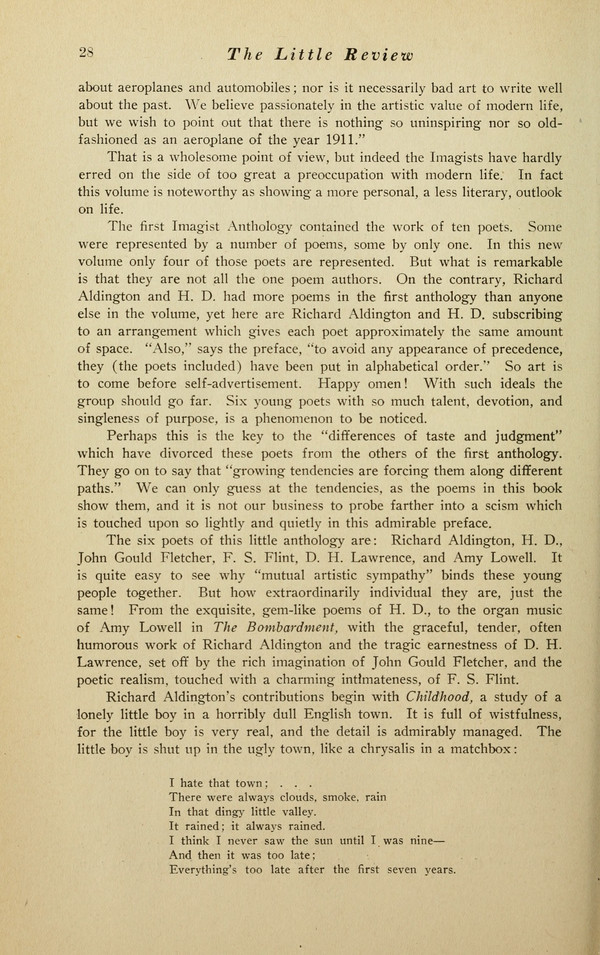 28
The Little Review
about aeroplanes and automobiles; nor is it necessarily bad art to write well
about the past. We believe passionately in the artistic value of modern life,
but we wish to point out that there is nothing so uninspiring nor so old-
fashioned as an aeroplane of the year 1911."
That is a wholesome point of view, but indeed the Imagists have hardly
erred on the side of too great a preoccupation with modern life. In fact
this volume is noteworthy as showing a more personal, a less literary, outlook
on life.
The first Imagist Anthology contained the work of ten poets. Some
were represented by a number of poems, some by only one. In this new
volume only four of those poets are represented. But what is remarkable
is that they are not all the one poem authors. On the contrary, Richard
Aldington and H. D. had more poems in the first anthology than anyone
else in the volume, yet here are Richard Aldington and H. D. subscribing
to an arrangement which gives each poet approximately the same amount
of space. "Also," says the preface, "to avoid any appearance of precedence,
they (the poets included) have been put in alphabetical order." So art is
to come before self-advertisement. Happy omen! With such ideals the
group should go far. Six young poets with so much talent, devotion, and
singleness of purpose, is a phenomenon to be noticed.
Perhaps this is the key to the "differences of taste and judgment"
which have divorced these poets from the others of the first anthology.
They go on to say that "growing tendencies are forcing them along different
paths." We can only guess at the tendencies, as the poems in this book
show them, and it is not our business to probe farther into a scism which
is touched upon so lightly and quietly in this admirable preface.
The six poets of this little anthology are: Richard Aldington, H. D.,
John Gould Fletcher, F. S. Flint, D. H. Lawrence, and Amy Lowell. It
is quite easy to see why "mutual artistic sympathy" binds these young
people together. But how extraordinarily individual they are, just the
same! From the exquisite, gem-like poems of H. D., to the organ music
of Amy Lowell in The Bombardment, with the graceful, tender, often
humorous work of Richard Aldington and the tragic earnestness of D. H.
Lawrence, set off by the rich imagination of John Gould Fletcher, and the
poetic realism, touched with a charming intimateness, of F. S. Flint.
Richard Aldington's contributions begin with Childhood, a study of a
lonely little boy in a horribly dull English town. It is full of wistfulness,
for the little boy is very real, and the detail is admirably managed. The
little boy is shut up in the ugly town, like a chrysalis in a matchbox:
I hate that town; . . .
There were always clouds, smoke, rain
In that dingy little valley.
It rained; it always rained.
I think I never saw the sun until I was nine—
And then it was too late;
Everything's too late after the first seven years.